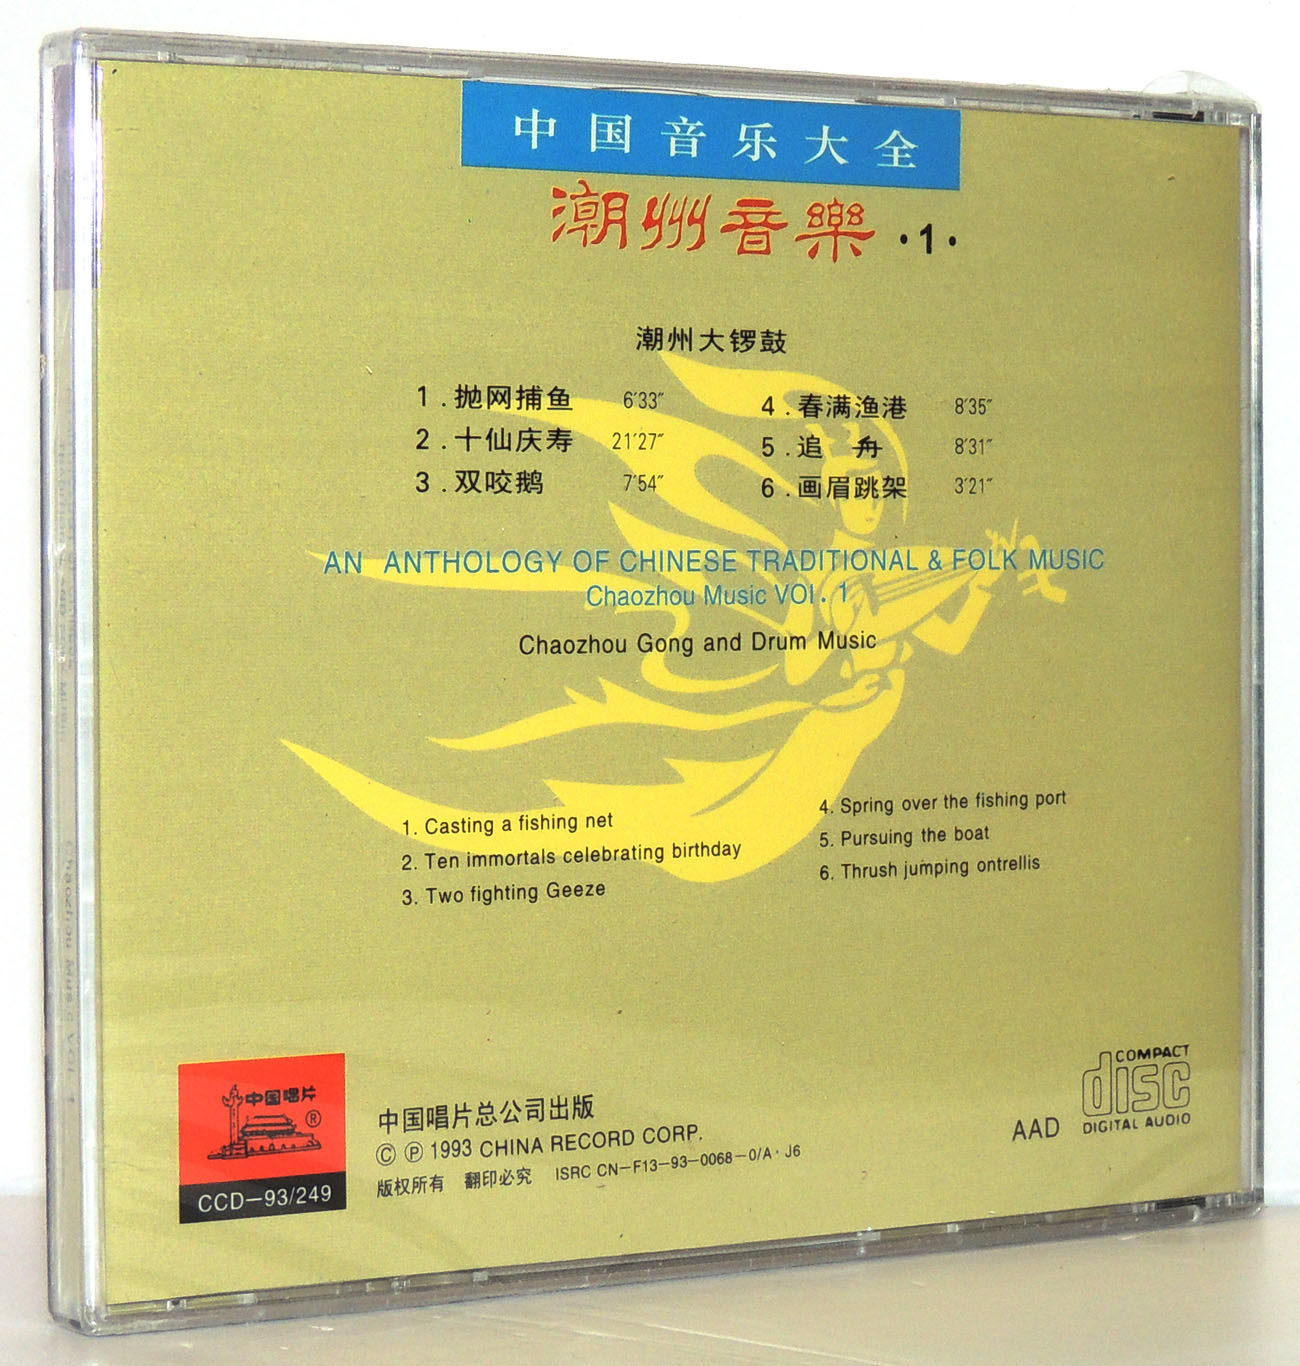 中国音乐大全
潮州音樂·1·
潮州大锣鼓
1.抛网捕鱼 6'33"
2.十仙庆寿 21'27"
3.双咬鹅 7'54"
4.春满渔港 8'35"
5.追 舟 8'31"
6.画眉跳架 3'21"
AN ANTHOLOGY OF CHINESE TRADITIONAL & FOLK MUSIC
Chaozhou Music VOl. 1
Chaozhou Gong and Drum Music
1. Casting a fishing net
2. Ten immortals celebrating birthday
3. Two fighting Geeze
4. Spring over the fishing port
5. Pursuing the boat
6. Thrush jumping ontrellis
中国唱片
®
CCD-93/249
中国唱片总公司出版
© ℗ 1993 CHINA RECORD CORP.
版权所有 翻印必究 ISRC CN-F13-93-0068-0/A·J6
AAD
COMPACT
disc
DIGITAL AUDIO
Chaozhou Music VOl. 1